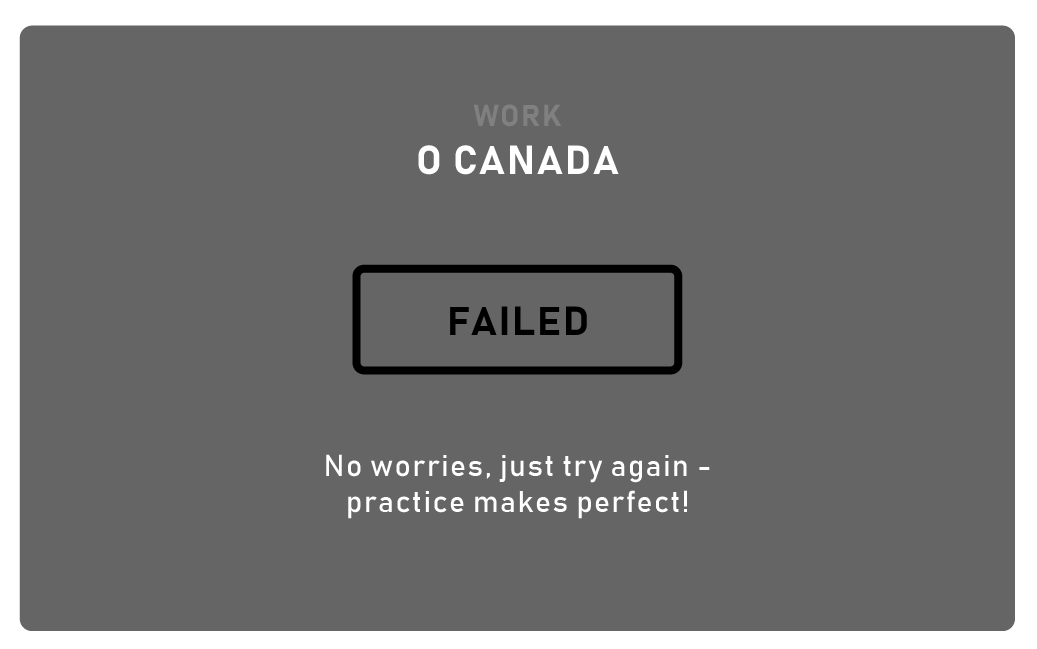 WORK
O CANADA
FAILED
No worries, just try again -
practice makes perfect!